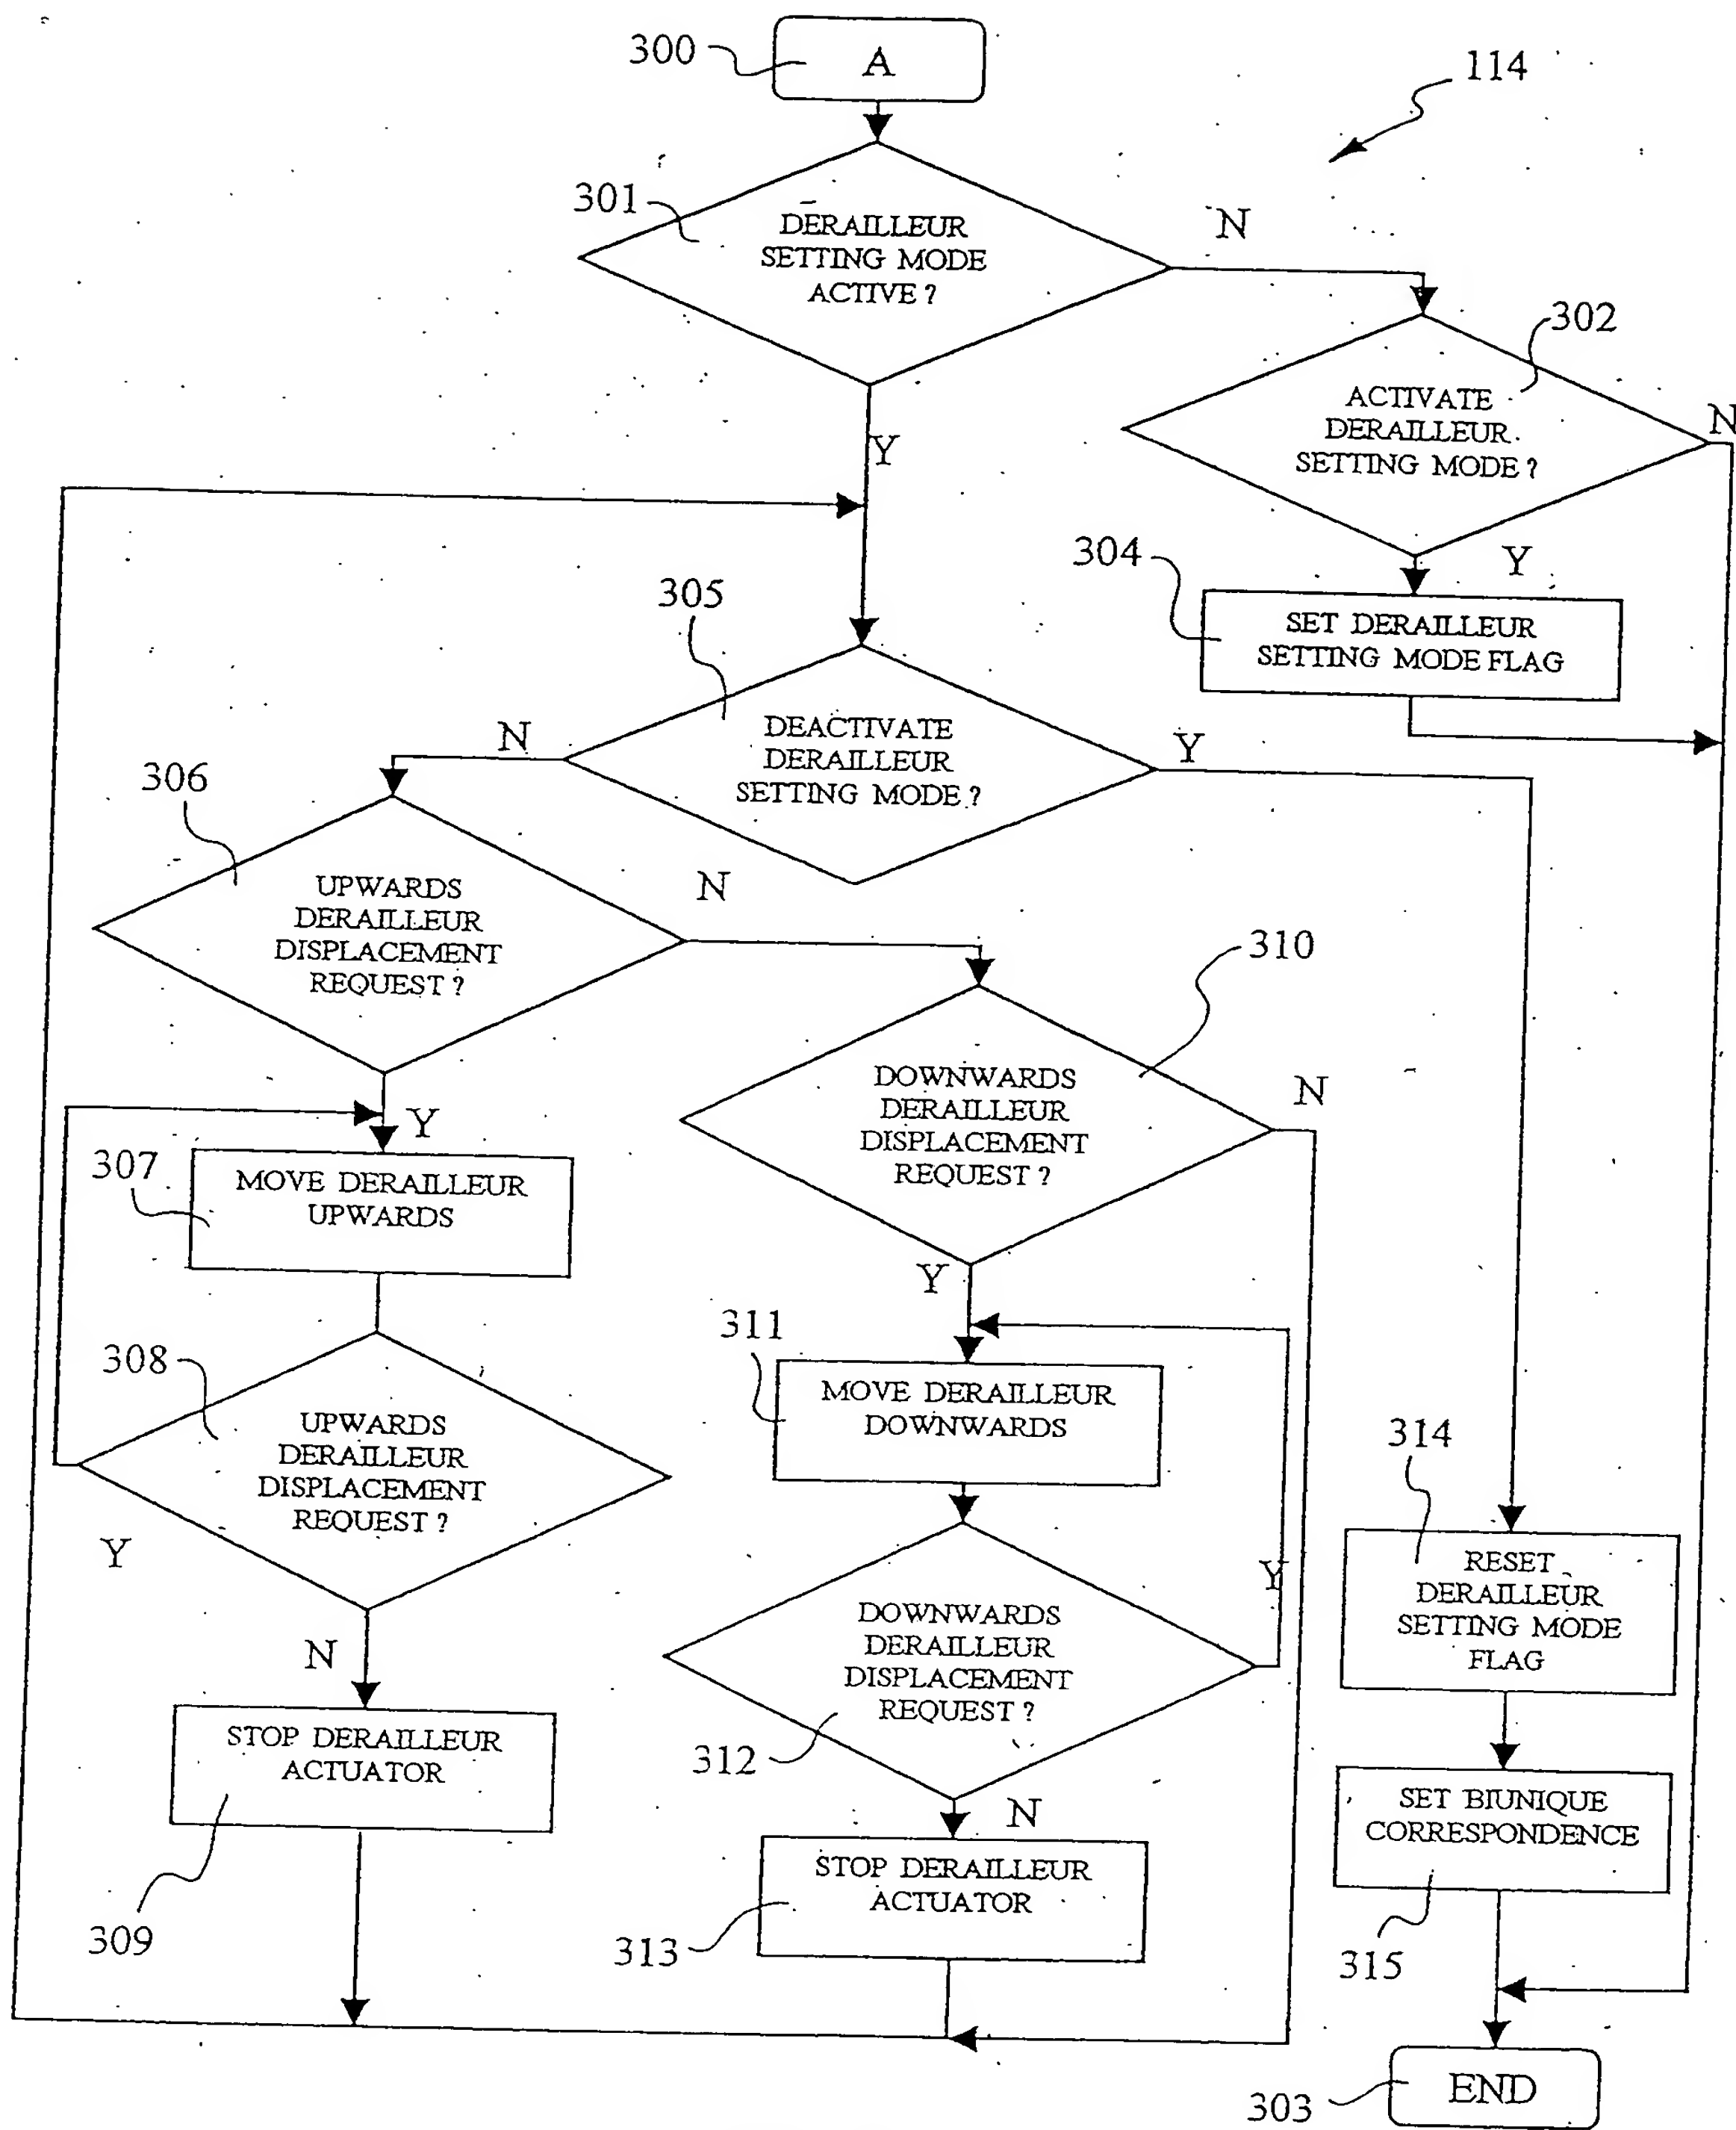 300
A
114
301
DERAILLEUR
SETTING MODE
ACTIVE ?
N
302
ACTIVATE
DERAILLEUR
SETTING MODE ?
N
Y
Y
304
SET DERAILLEUR
SETTING MODE FLAG
305
DEACTIVATE
DERAILLEUR
SETTING MODE ?
N
Y
306
UPWARDS
DERAILLEUR
DISPLACEMENT
REQUEST ?
N
310
DOWNWARDS
DERAILLEUR
DISPLACEMENT
REQUEST ?
N
Y
307
MOVE DERAILLEUR
UPWARDS
Y
308
UPWARDS
DERAILLEUR
DISPLACEMENT
REQUEST ?
Y
N
311
MOVE DERAILLEUR
DOWNWARDS
Y
DOWNWARDS
DERAILLEUR
DISPLACEMENT
REQUEST ?
312
N
STOP DERAILLEUR
ACTUATOR
309
STOP DERAILLEUR
ACTUATOR
313
314
RESET
DERAILLEUR
SETTING MODE
FLAG
SET BIUNIQUE
CORRESPONDENCE
315
END
303